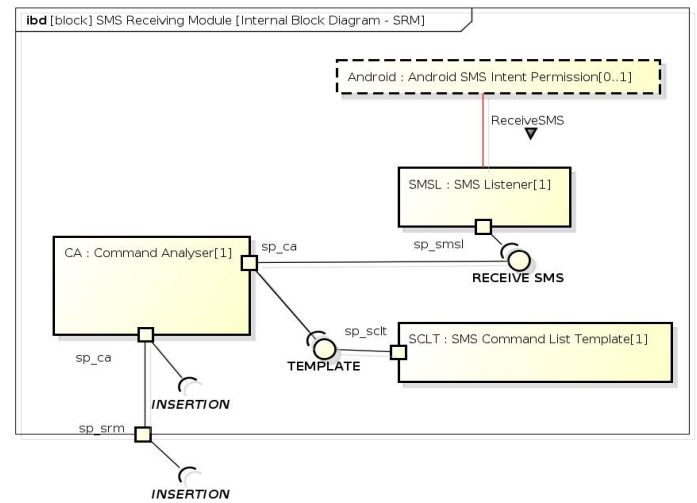 ibd [block] SMS Receiving Module [Internal Block Diagram - SRM]
Android : Android SMS Intent Permission[0..1]
ReceiveSMS
SMSL : SMS Listener[1]
sp_smsl
sp_ca
CA : Command Analyser[1]
RECEIVE SMS
sp_sclt
SCLT : SMS Command List Template[1]
TEMPLATE
sp_ca
INSERTION
sp_srm
INSERTION